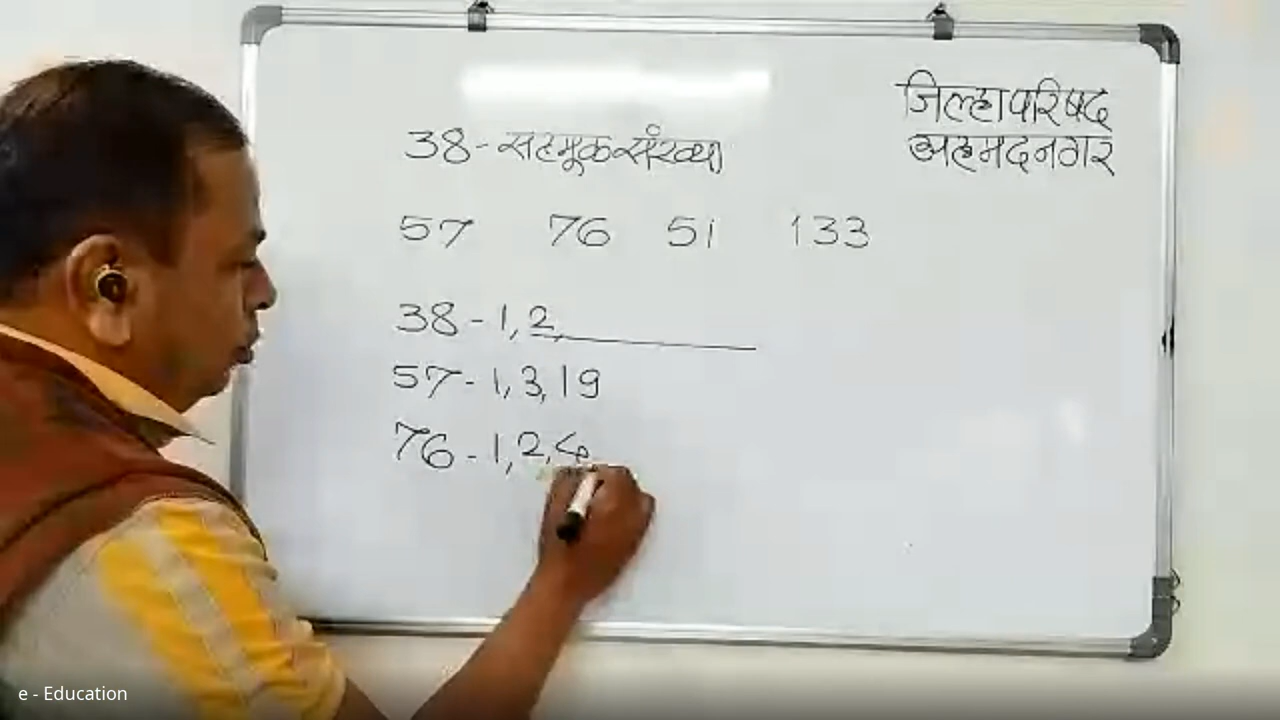 जिल्हा परिषद
अहमदनगर
38 - सहमूळ संख्या
57 76 51 133
38 - 1, 2,
57 - 1, 3, 19
76 - 1, 2, 4
e - Education